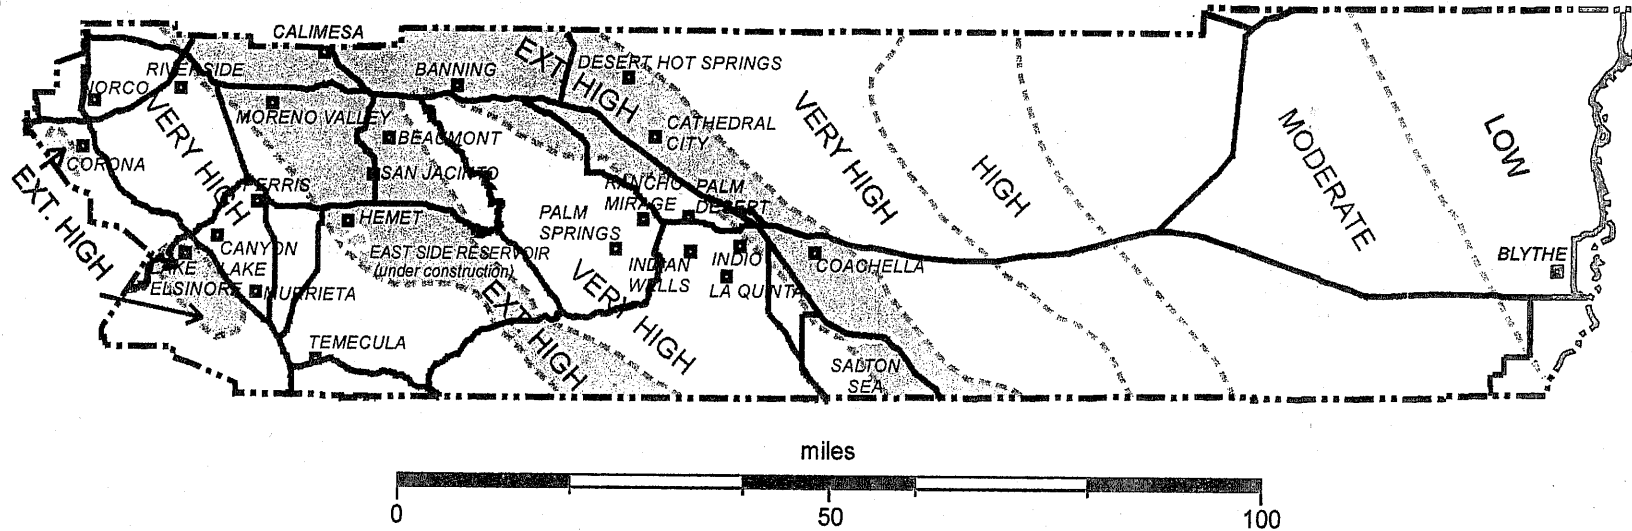 CALIMESA
RIVERSIDE
NORCO
BANNING
EXT. HIGH
DESERT HOT SPRINGS
MORENO VALLEY
VERY HIGH
BEAUMONT
CATHEDRAL
CITY
VERY HIGH
HIGH
MODERATE
LOW
CORONA
SAN JACINTO
EXT. HIGH
PERRIS
RANCHO
MIRAGE
PALM
DESERT
HEMET
PALM
SPRINGS
CANYON
LAKE
EAST SIDE RESERVOIR
(under construction)
LAKE
ELSINORE
INDIAN
WELLS
INDIO
COACHELLA
BLYTHE
MURRIETA
LA QUINTA
EXT. HIGH
VERY HIGH
TEMECULA
SALTON
SEA
miles
0
50
100